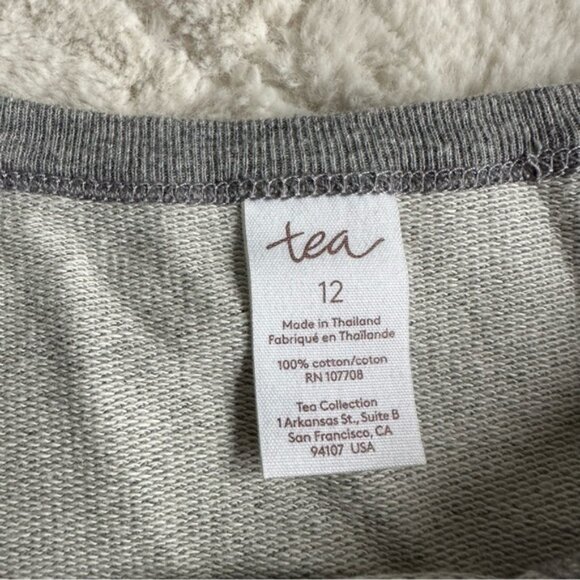 tea
12
Made in Thailand
Fabriqué en Thaïlande
100% cotton/coton
RN 107708
Tea Collection
1 Arkansas St., Suite B
San Francisco, CA
94107 USA